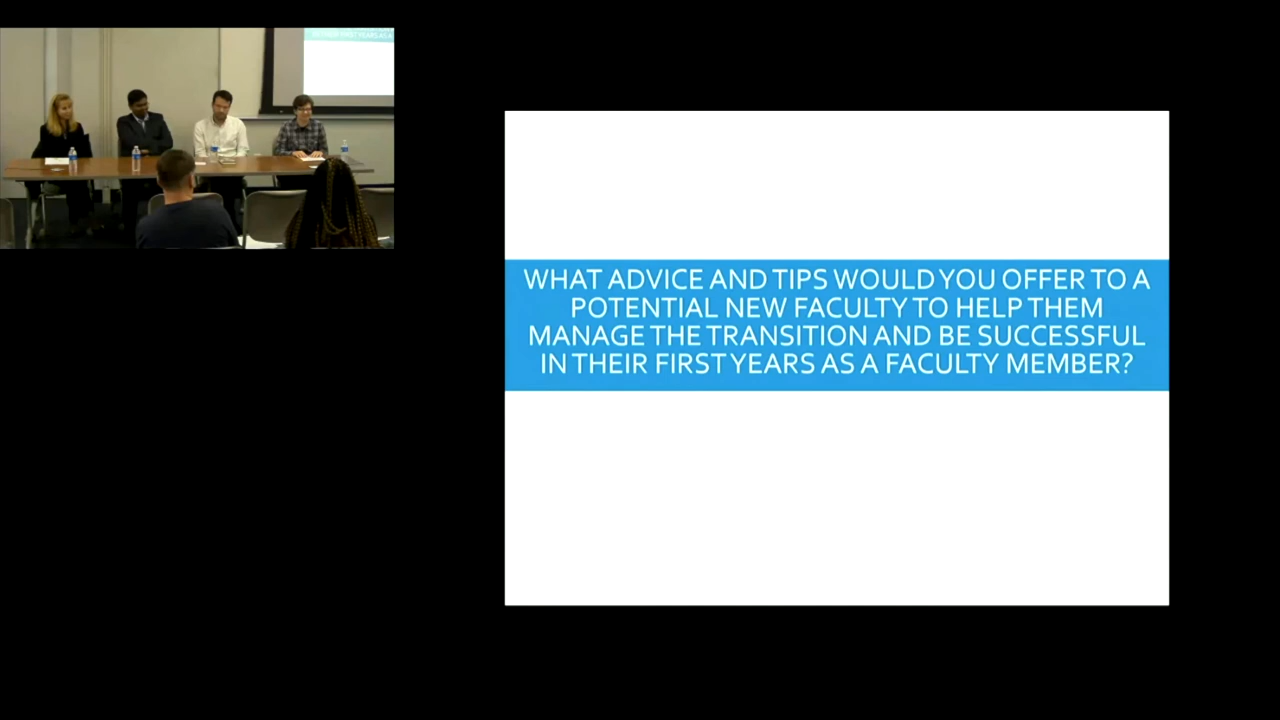 WHAT ADVICE AND TIPS WOULD YOU OFFER TO A
POTENTIAL NEW FACULTY TO HELP THEM
MANAGE THE TRANSITION AND BE SUCCESSFUL
IN THEIR FIRST YEARS AS A FACULTY MEMBER?